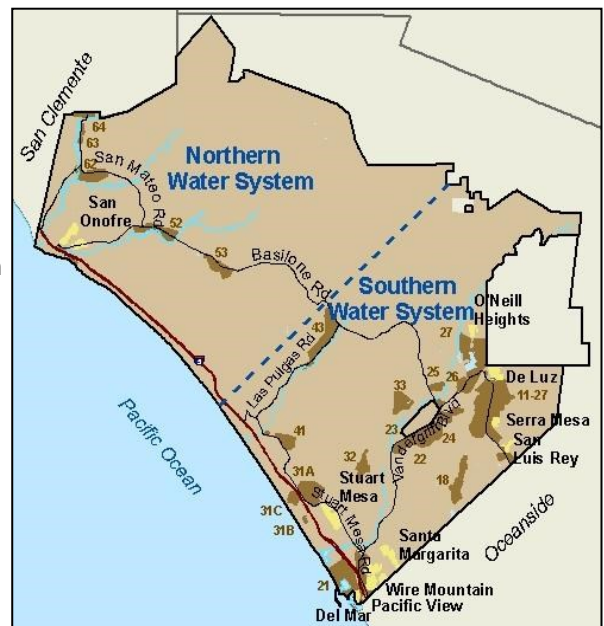 San Clemente
64
63
62
San Mateo Rd
Northern
Water System
San
Onofre
52
53
Basilone Rd
Southern
Water System
O'Neill
Heights
43
27
Las Pulgas Rd
5
De Luz
25
26
11-27
33
Pacific Ocean
Vandergrift Blvd
Serra Mesa
23
24
San
Luis Rey
41
22
32
18
31A
Stuart
Mesa
31C
31B
Stuart Mesa Rd
Oceanside
Santa
Margarita
21
Wire Mountain
Pacific View
Del Mar